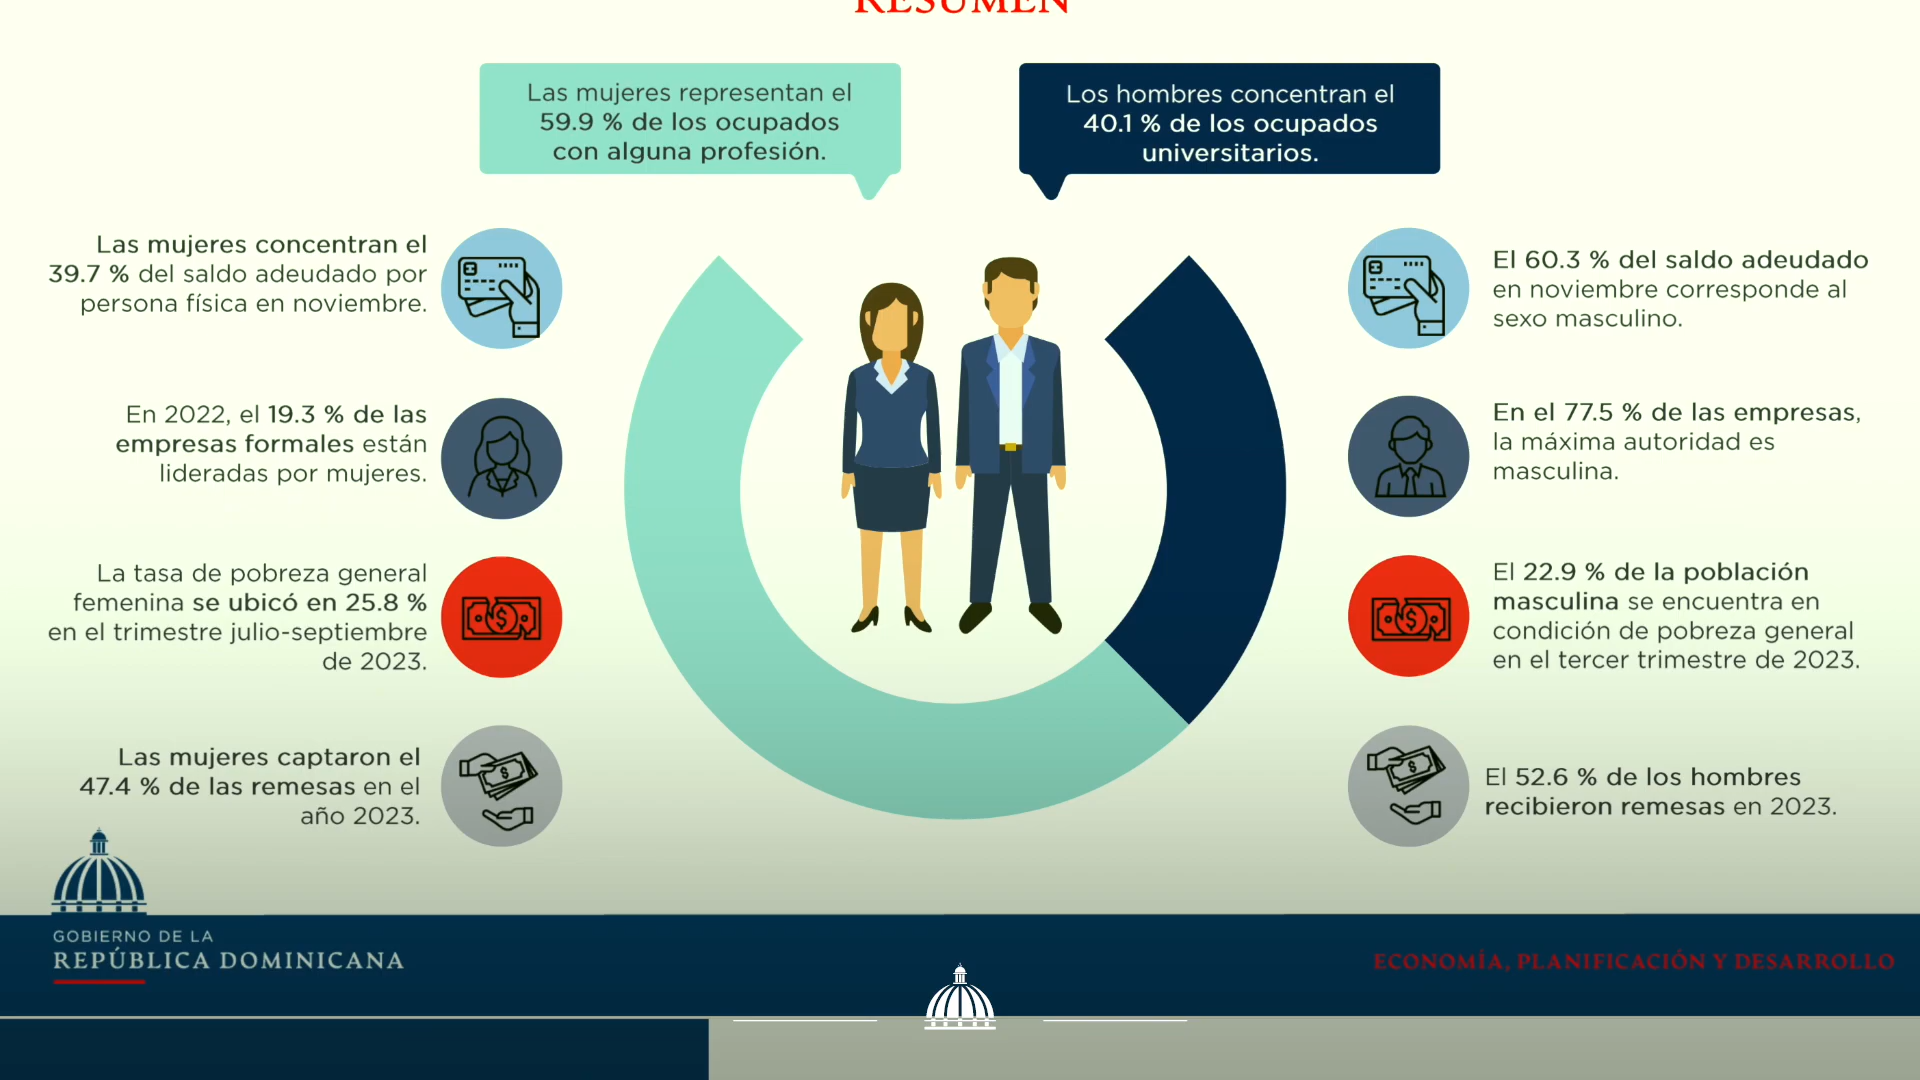 RESUMEN
Las mujeres representan el
59.9 % de los ocupados
con alguna profesión.
Los hombres concentran el
40.1 % de los ocupados
universitarios.
Las mujeres concentran el
39.7 % del saldo adeudado por
persona física en noviembre.
En 2022, el 19.3 % de las
empresas formales están
lideradas por mujeres.
La tasa de pobreza general
femenina se ubicó en 25.8 %
en el trimestre julio-septiembre
de 2023.
Las mujeres captaron el
47.4 % de las remesas en el
año 2023.
El 60.3 % del saldo adeudado
en noviembre corresponde al
sexo masculino.
En el 77.5 % de las empresas,
la máxima autoridad es
masculina.
El 22.9 % de la población
masculina se encuentra en
condición de pobreza general
en el tercer trimestre de 2023.
El 52.6 % de los hombres
recibieron remesas en 2023.
GOBIERNO DE LA
REPÚBLICA DOMINICANA
ECONOMÍA, PLANIFICACIÓN Y DESARROLLO